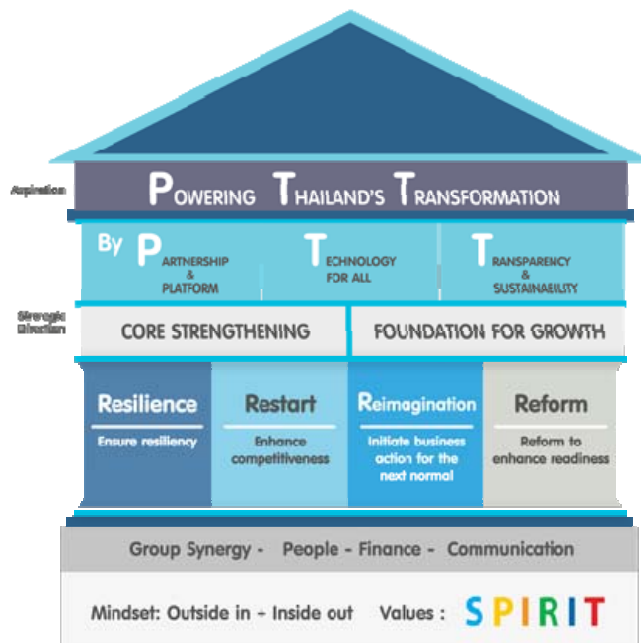 Aspiration
POWERING THAILAND'S TRANSFORMATION
By PARTNERSHIP & PLATFORM
TECHNOLOGY FOR ALL
TRANSPARENCY & SUSTAINABILITY
Strategic
Direction
CORE STRENGTHENING
FOUNDATION FOR GROWTH
Resilience
Ensure resiliency
Restart
Enhance
competitiveness
Reimagination
Initiate business
action for the
next normal
Reform
Reform to
enhance readiness
Group Synergy - People - Finance - Communication
Mindset: Outside in - Inside out Values : SPIRIT